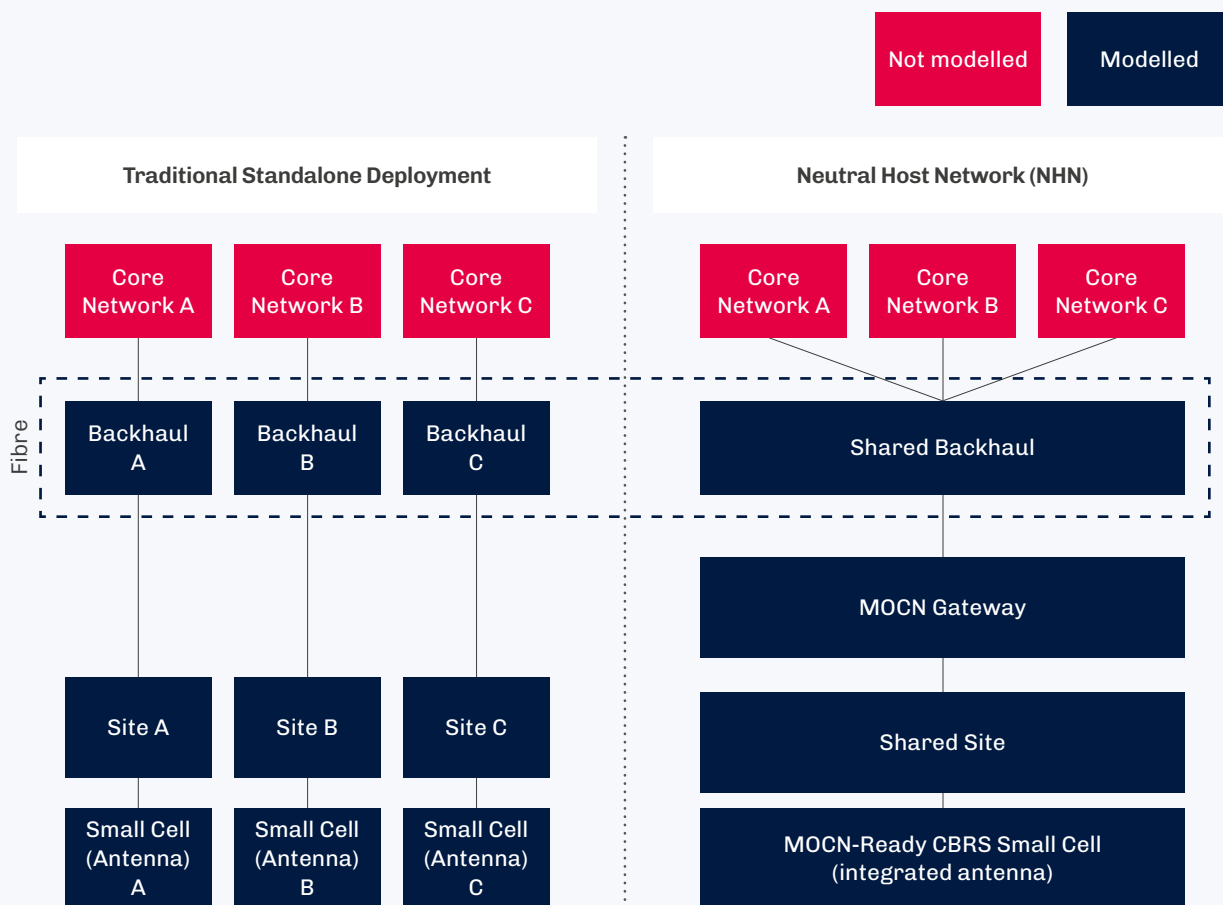 Not modelled
Modelled
Traditional Standalone Deployment
Neutral Host Network (NHN)
Core
Network A
Core
Network B
Core
Network C
Core
Network A
Core
Network B
Core
Network C
Fibre
Backhaul
A
Backhaul
B
Backhaul
C
Shared Backhaul
MOCN Gateway
Site A
Site B
Site C
Shared Site
Small Cell
(Antenna)
A
Small Cell
(Antenna)
B
Small Cell
(Antenna)
C
MOCN-Ready CBRS Small Cell
(integrated antenna)